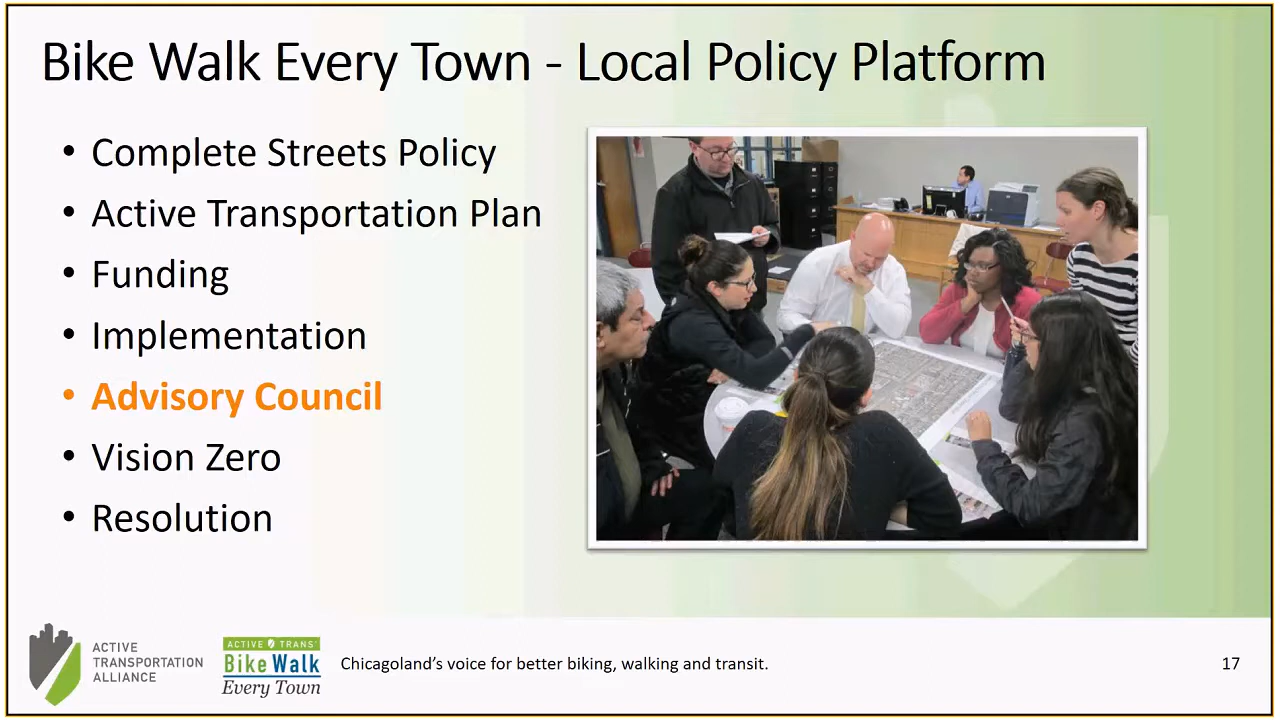 Bike Walk Every Town - Local Policy Platform
• Complete Streets Policy
• Active Transportation Plan
• Funding
• Implementation
• Advisory Council
• Vision Zero
• Resolution
ACTIVE
TRANSPORTATION
ALLIANCE
ACTIVE TRANS
Bike Walk
Every Town
Chicagoland’s voice for better biking, walking and transit.
17